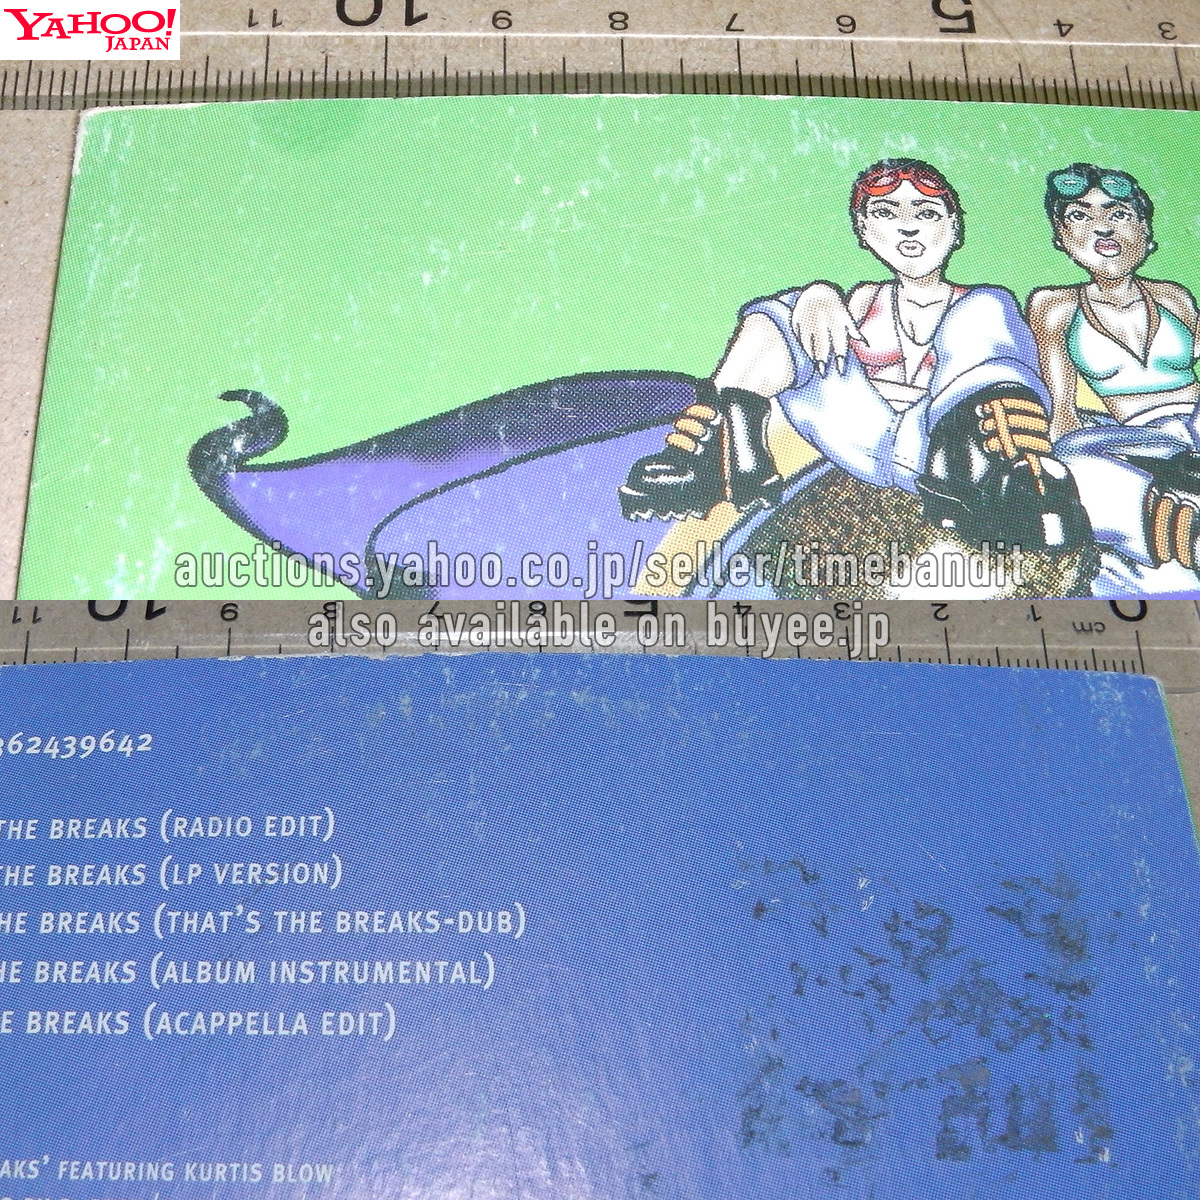 YAHOO!
JAPAN
10 9 8 7 6 5 4 3
auctions.yahoo.co.jp/seller/timebandit
11 10 9 8 7 6 5 4 3 2 1 0
cm
also available on buyee.jp
362439642
THE BREAKS (RADIO EDIT)
THE BREAKS (LP VERSION)
HE BREAKS (THAT'S THE BREAKS-DUB)
HE BREAKS (ALBUM INSTRUMENTAL)
E BREAKS (ACAPPELLA EDIT)
AKS' FEATURING KURTIS BLOW